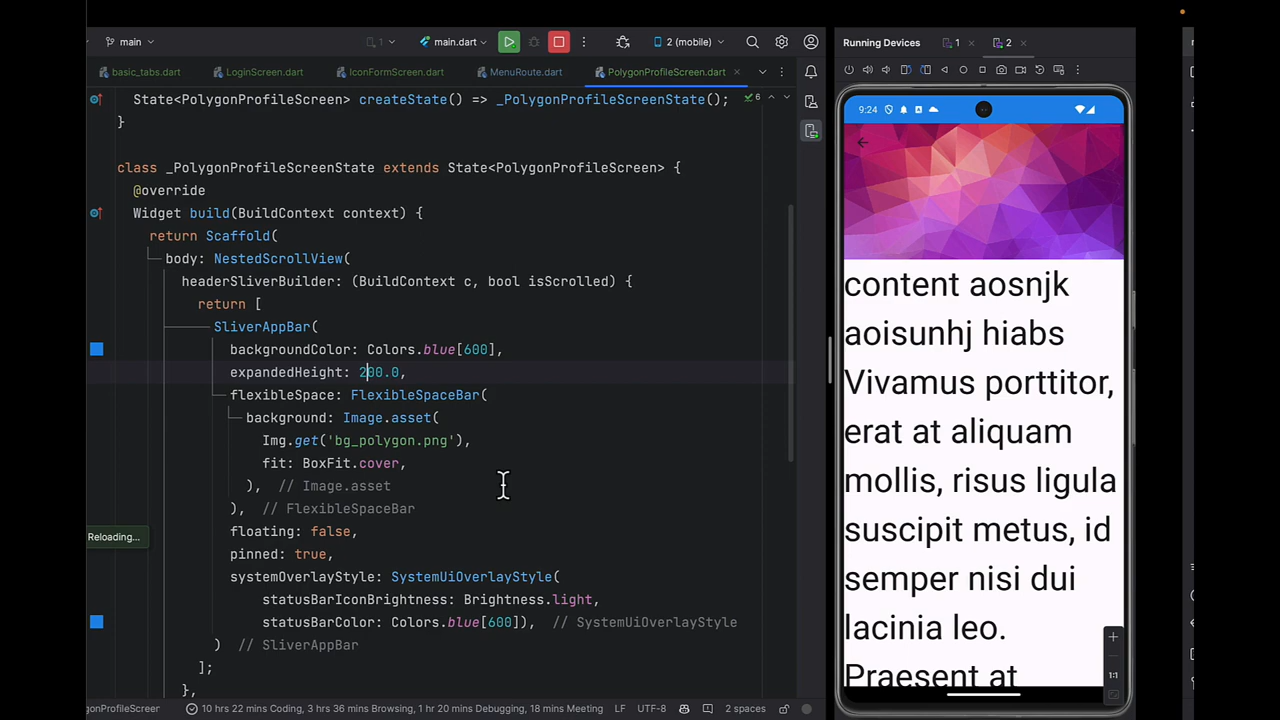 main
1
main.dart
2 (mobile)
basic_tabs.dart
LoginScreen.dart
IconFormScreen.dart
MenuRoute.dart
PolygonProfileScreen.dart
State<PolygonProfileScreen> createState() => _PolygonProfileScreenState();
6
}
class _PolygonProfileScreenState extends State<PolygonProfileScreen> {
@override
Widget build(BuildContext context) {
return Scaffold(
body: NestedScrollView(
headerSliverBuilder: (BuildContext c, bool isScrolled) {
return [
SliverAppBar(
backgroundColor: Colors.blue[600],
expandedHeight: 200.0,
flexibleSpace: FlexibleSpaceBar(
background: Image.asset(
Img.get('bg_polygon.png'),
fit: BoxFit.cover,
), // Image.asset
), // FlexibleSpaceBar
floating: false,
pinned: true,
systemOverlayStyle: SystemUiOverlayStyle(
statusBarIconBrightness: Brightness.light,
statusBarColor: Colors.blue[600]), // SystemUiOverlayStyle
) // SliverAppBar
];
},
Reloading...
olygonProfileScreen
10 hrs 22 mins Coding, 3 hrs 36 mins Browsing, 1 hr 20 mins Debugging, 18 mins Meeting
LF
UTF-8
2 spaces
Running Devices
1
2
9:24
content aosnjk
aoisunhj hiabs
Vivamus porttitor,
erat at aliquam
mollis, risus ligula
suscipit metus, id
semper nisi dui
lacinia leo.
Praesent at
1:1